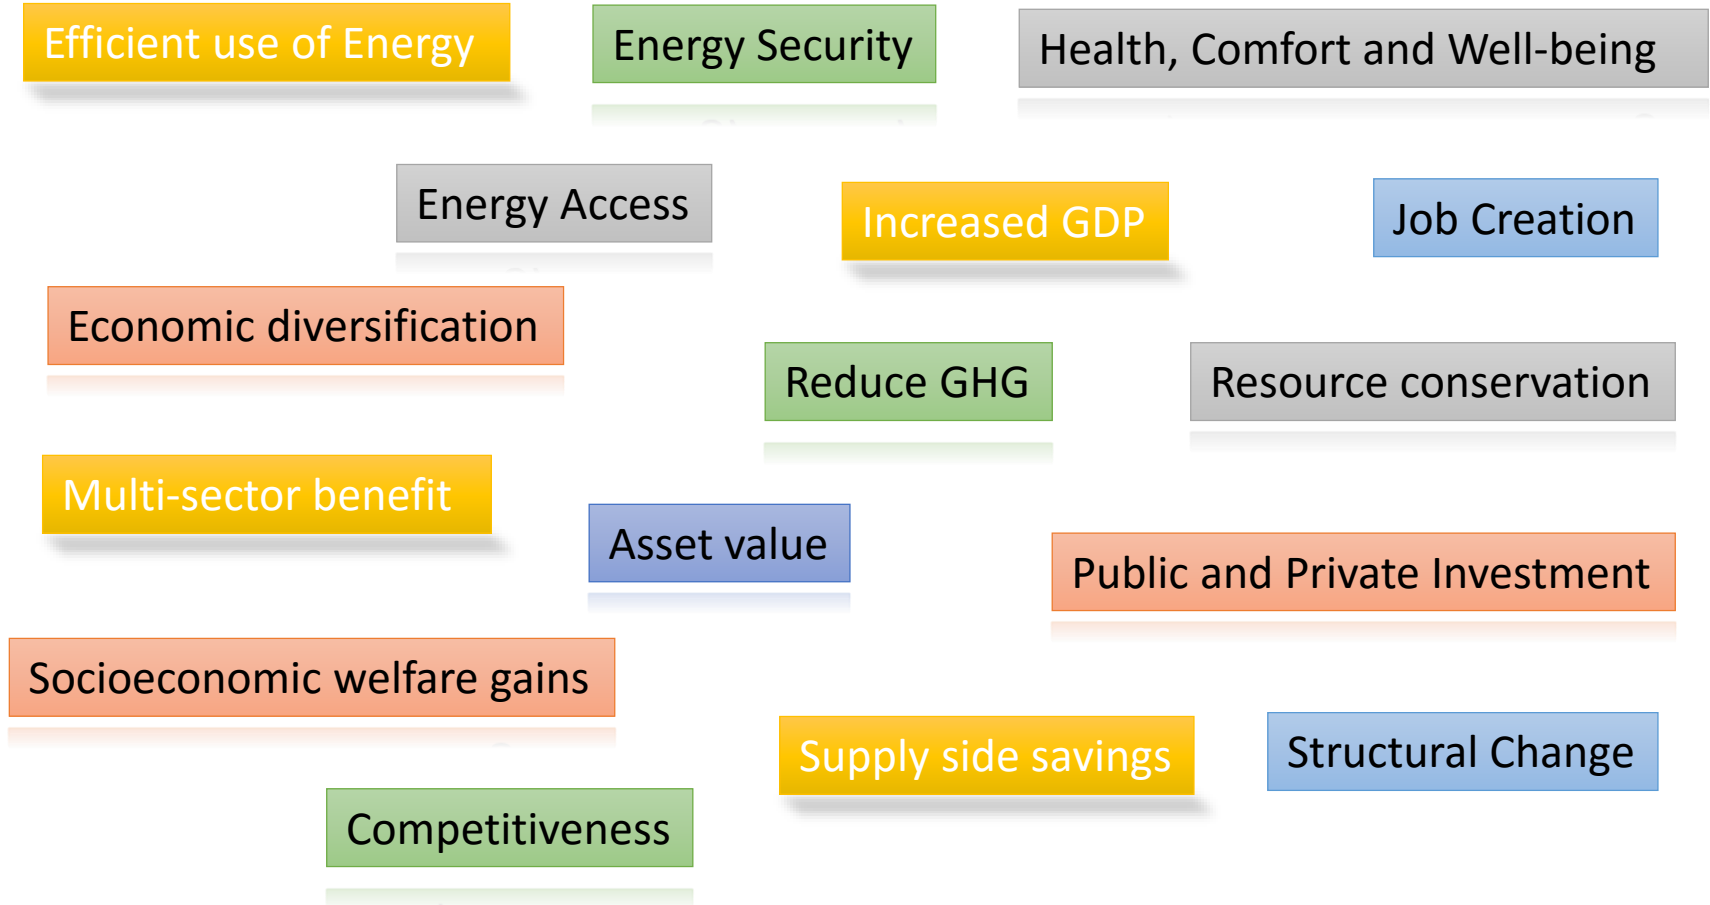 Efficient use of Energy
Energy Security
Health, Comfort and Well-being
Energy Access
Increased GDP
Job Creation
Economic diversification
Reduce GHG
Resource conservation
Multi-sector benefit
Asset value
Public and Private Investment
Socioeconomic welfare gains
Supply side savings
Structural Change
Competitiveness